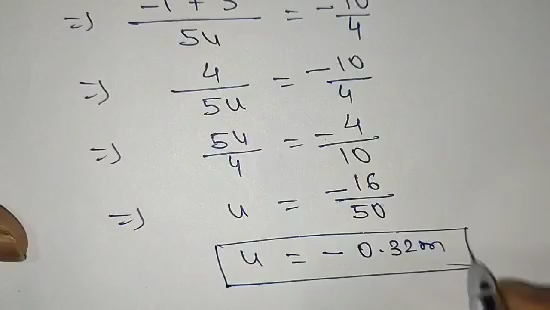 => -1 + 5 / 5u = -10/4
=> 4/5u = -10/4
=> 5u/4 = -4/10
=> u = -16/50
u = - 0.32m